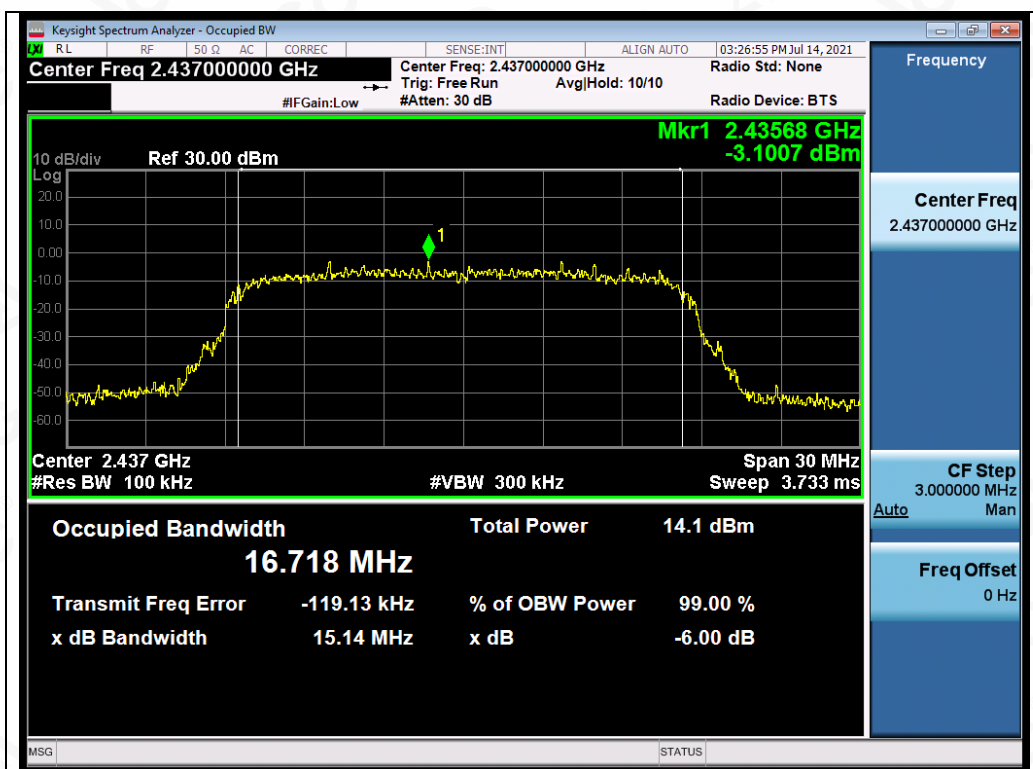 Keysight Spectrum Analyzer - Occupied BW
LXI RL RF 50 Ω AC CORREC SENSE:INT ALIGN AUTO 03:26:55 PM Jul 14, 2021
Center Freq 2.437000000 GHz
Center Freq: 2.437000000 GHz
Radio Std: None
Trig: Free Run Avg|Hold: 10/10
#IFGain:Low
#Atten: 30 dB
Radio Device: BTS
Mkr1 2.43568 GHz
-3.1007 dBm
10 dB/div Ref 30.00 dBm
Log
20.0
10.0
0.00
-10.0
-20.0
-30.0
-40.0
-50.0
-60.0
1
Center 2.437 GHz Span 30 MHz
#Res BW 100 kHz #VBW 300 kHz Sweep 3.733 ms
Occupied Bandwidth Total Power 14.1 dBm
16.718 MHz
Transmit Freq Error -119.13 kHz % of OBW Power 99.00 %
x dB Bandwidth 15.14 MHz x dB -6.00 dB
Frequency
Center Freq
2.437000000 GHz
CF Step
3.000000 MHz
Auto Man
Freq Offset
0 Hz
MSG STATUS